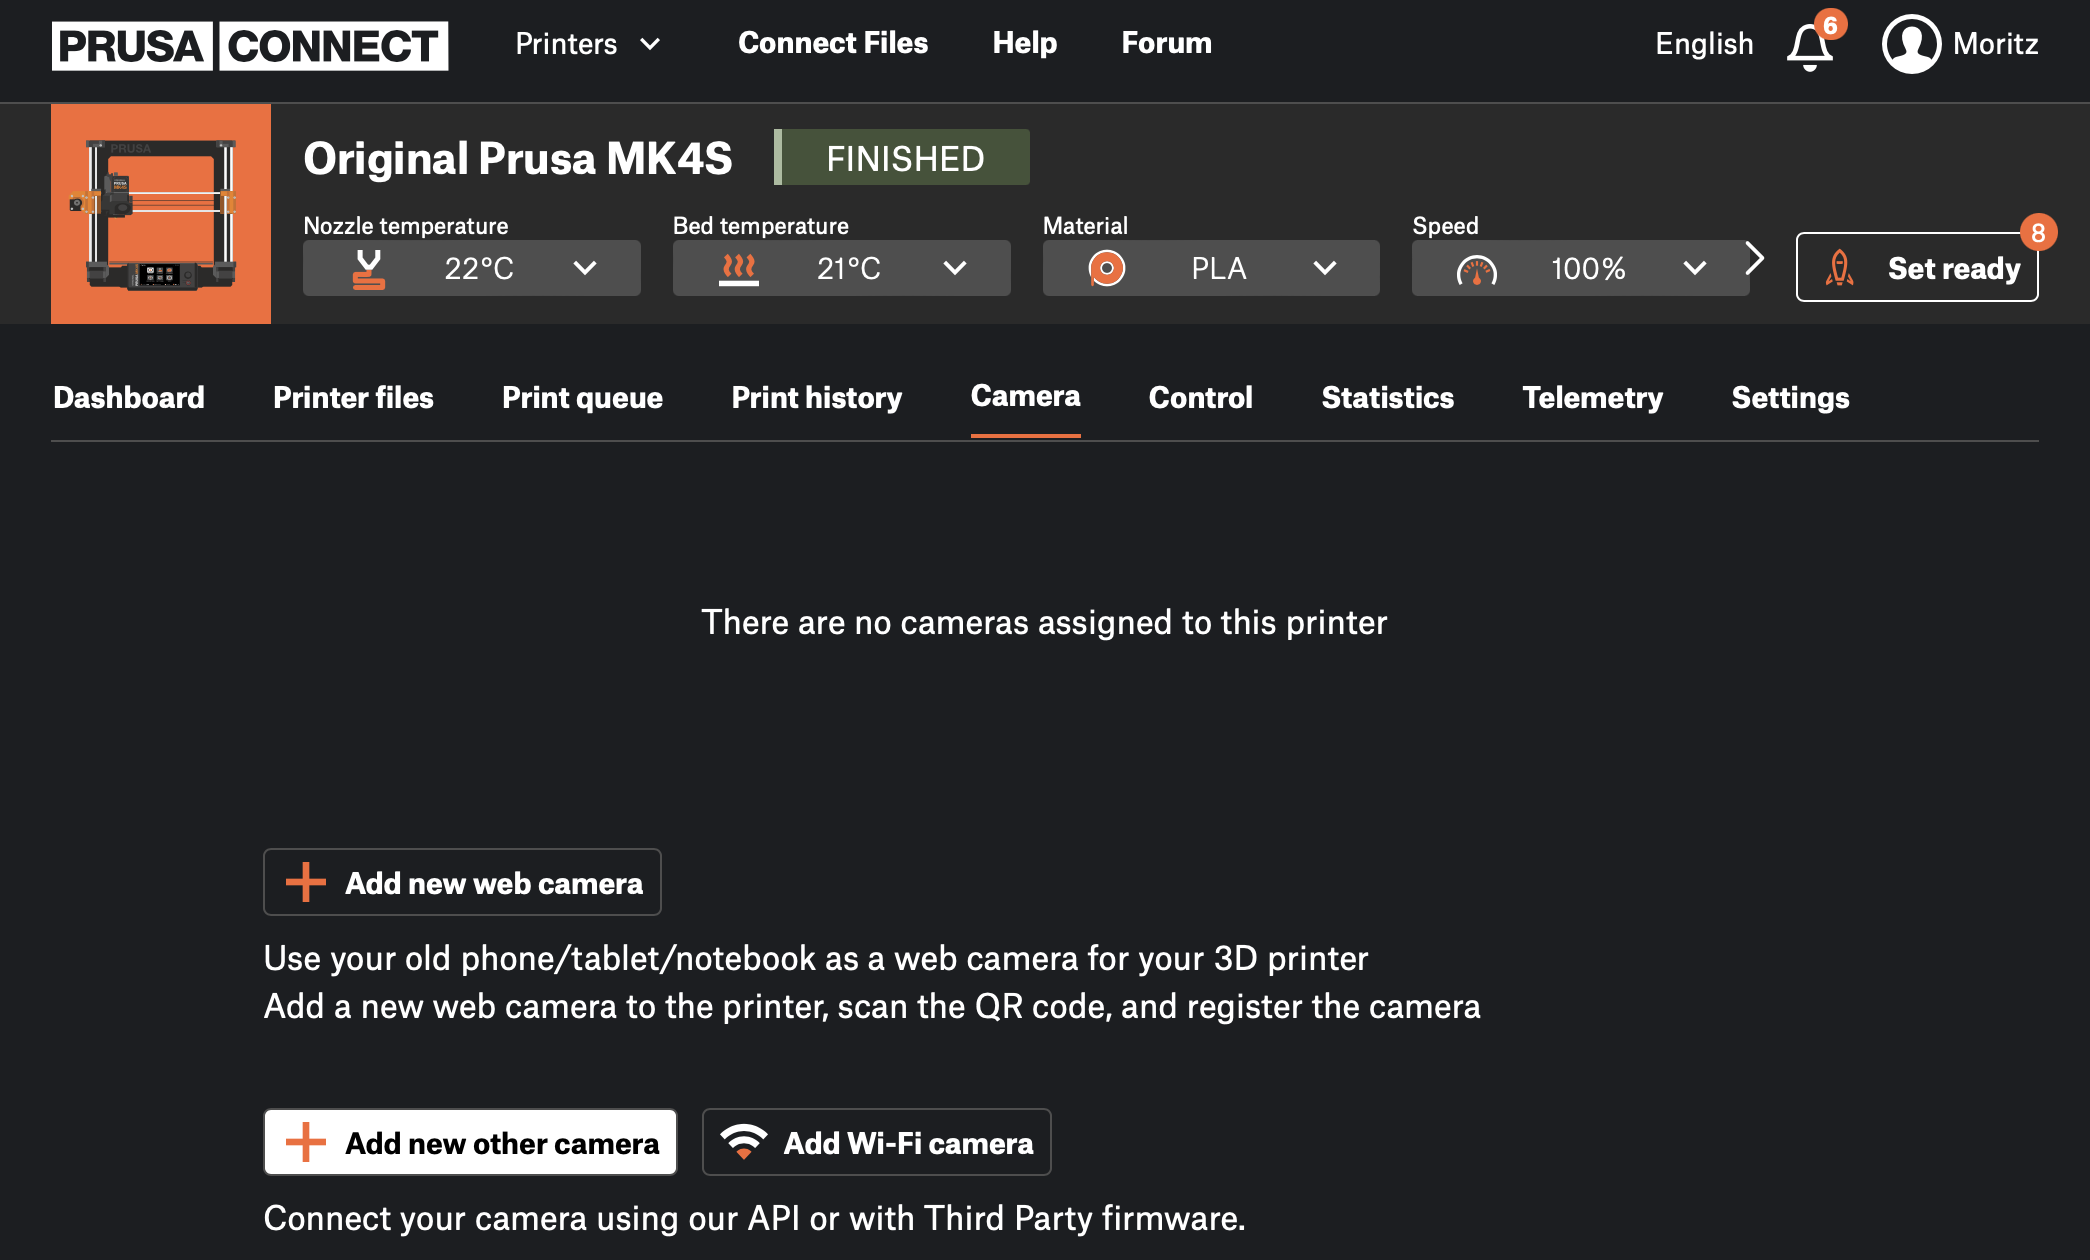 PRUSA CONNECT
Printers
Connect Files
Help
Forum
English
6
Moritz
PRUSA
Original Prusa MK4S
FINISHED
Nozzle temperature
22°C
Bed temperature
21°C
Material
PLA
Speed
100%
8
Set ready
Dashboard
Printer files
Print queue
Print history
Camera
Control
Statistics
Telemetry
Settings
There are no cameras assigned to this printer
Add new web camera
Use your old phone/tablet/notebook as a web camera for your 3D printer
Add a new web camera to the printer, scan the QR code, and register the camera
Add new other camera
Add Wi-Fi camera
Connect your camera using our API or with Third Party firmware.